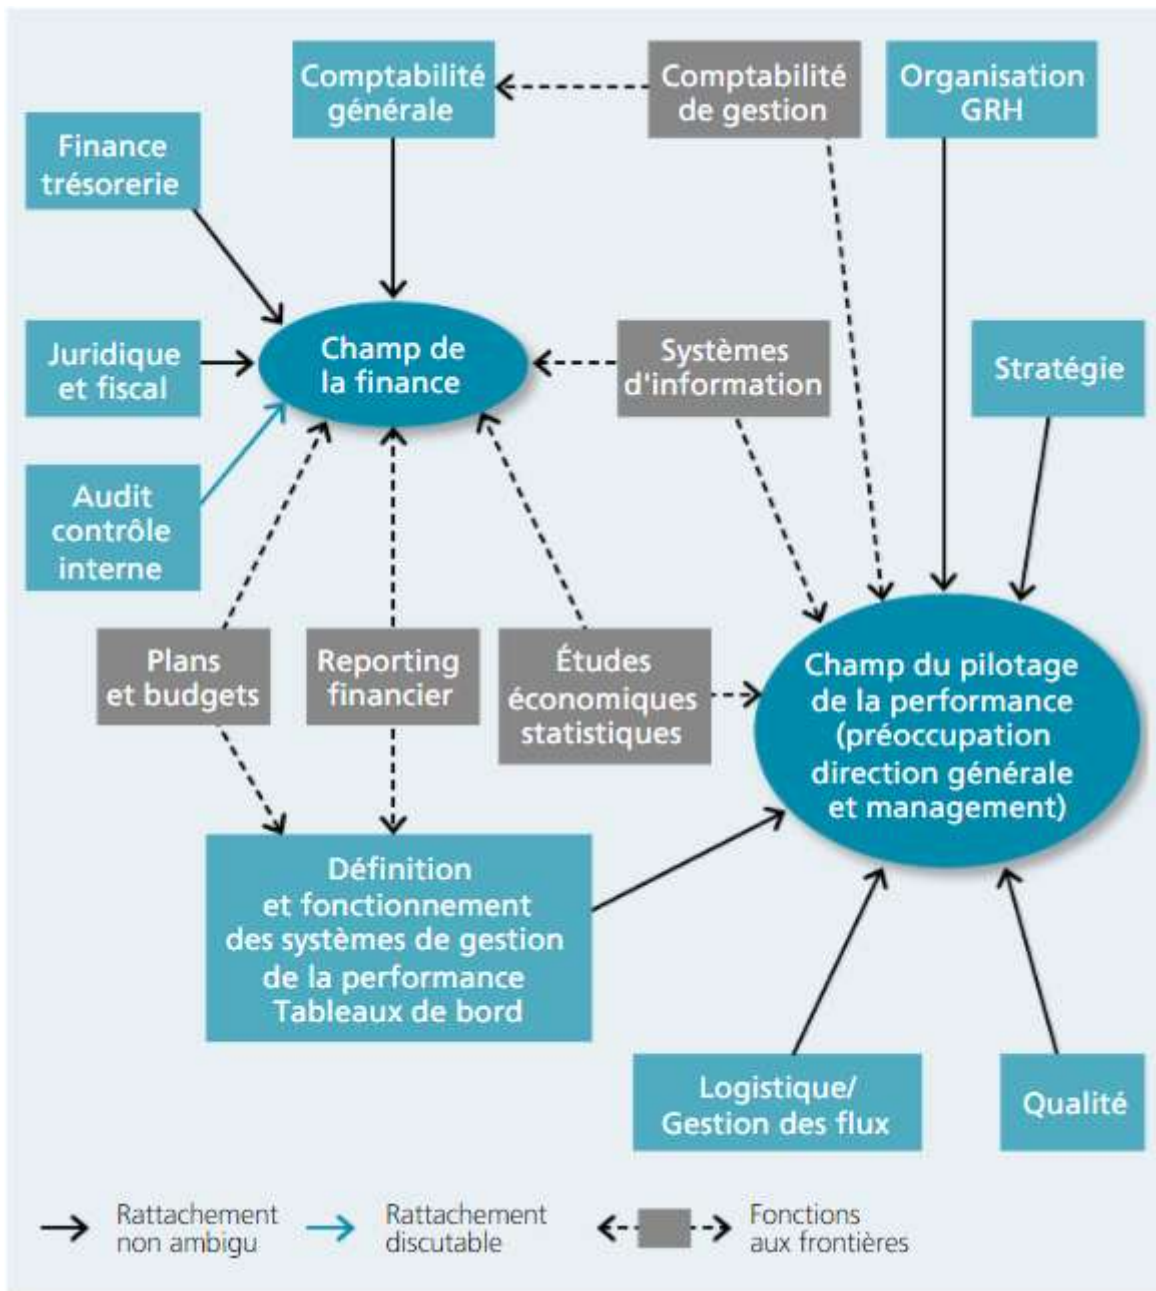 Comptabilité
générale
Comptabilité
de gestion
Organisation
GRH
Finance
trésorerie
Juridique
et fiscal
Champ de
la finance
Systèmes
d'information
Stratégie
Audit
contrôle
interne
Plans
et budgets
Reporting
financier
Études
économiques
statistiques
Champ du pilotage
de la performance
(préoccupation
direction générale
et management)
Définition
et fonctionnement
des systèmes de gestion
de la performance
Tableaux de bord
Logistique/
Gestion des flux
Qualité
Rattachement
non ambigu
Rattachement
discutable
Fonctions
aux frontières